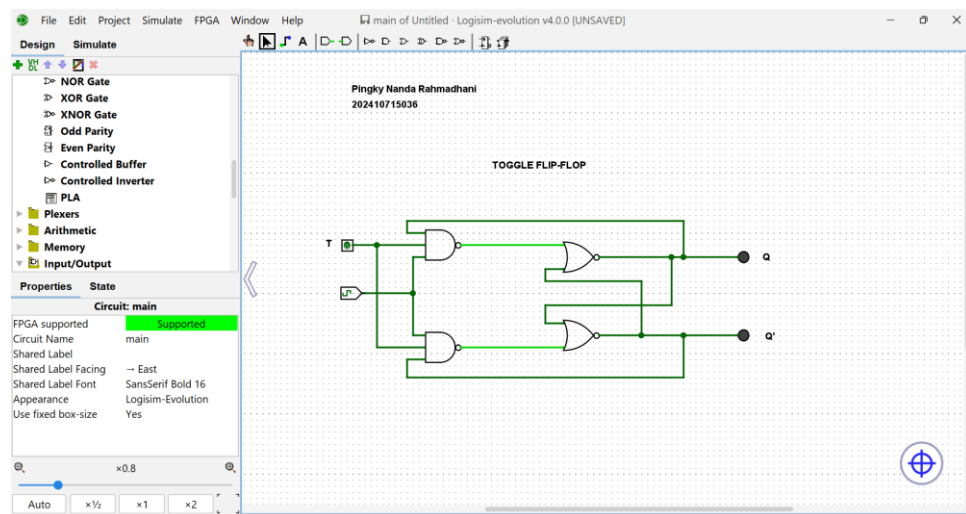 File Edit Project Simulate FPGA Window Help main of Untitled · Logisim-evolution v4.0.0 [UNSAVED]
Design Simulate
A
VH
DL
NOR Gate
XOR Gate
XNOR Gate
Odd Parity
Even Parity
Controlled Buffer
Controlled Inverter
PLA
Plexers
Arithmetic
Memory
Input/Output
Properties State
Circuit: main
FPGA supported Supported
Circuit Name main
Shared Label
Shared Label Facing → East
Shared Label Font SansSerif Bold 16
Appearance Logisim-Evolution
Use fixed box-size Yes
×0.8
Auto ×½ ×1 ×2
Pingky Nanda Rahmadhani
202410715036
TOGGLE FLIP-FLOP
T 0
Q
Q'